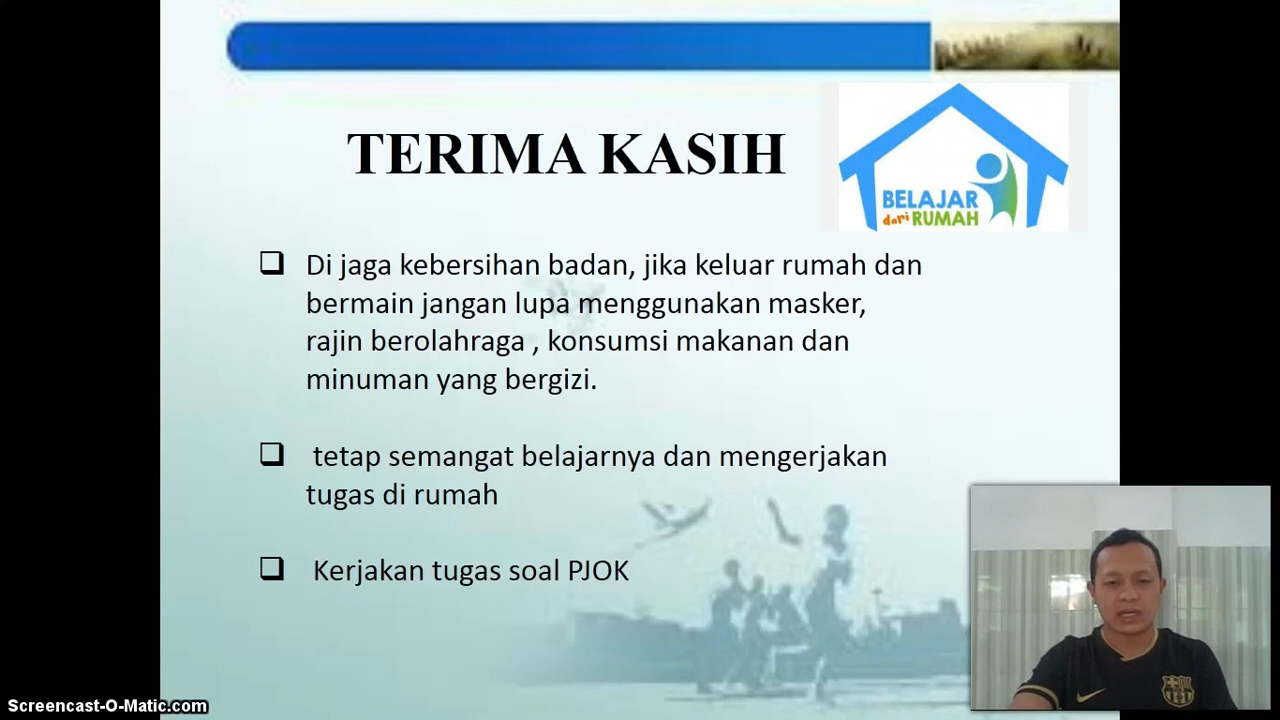 TERIMA KASIH
BELAJAR
dari RUMAH
Di jaga kebersihan badan, jika keluar rumah dan
bermain jangan lupa menggunakan masker,
rajin berolahraga , konsumsi makanan dan
minuman yang bergizi.
tetap semangat belajarnya dan mengerjakan
tugas di rumah
Kerjakan tugas soal PJOK
Screencast-O-Matic.com